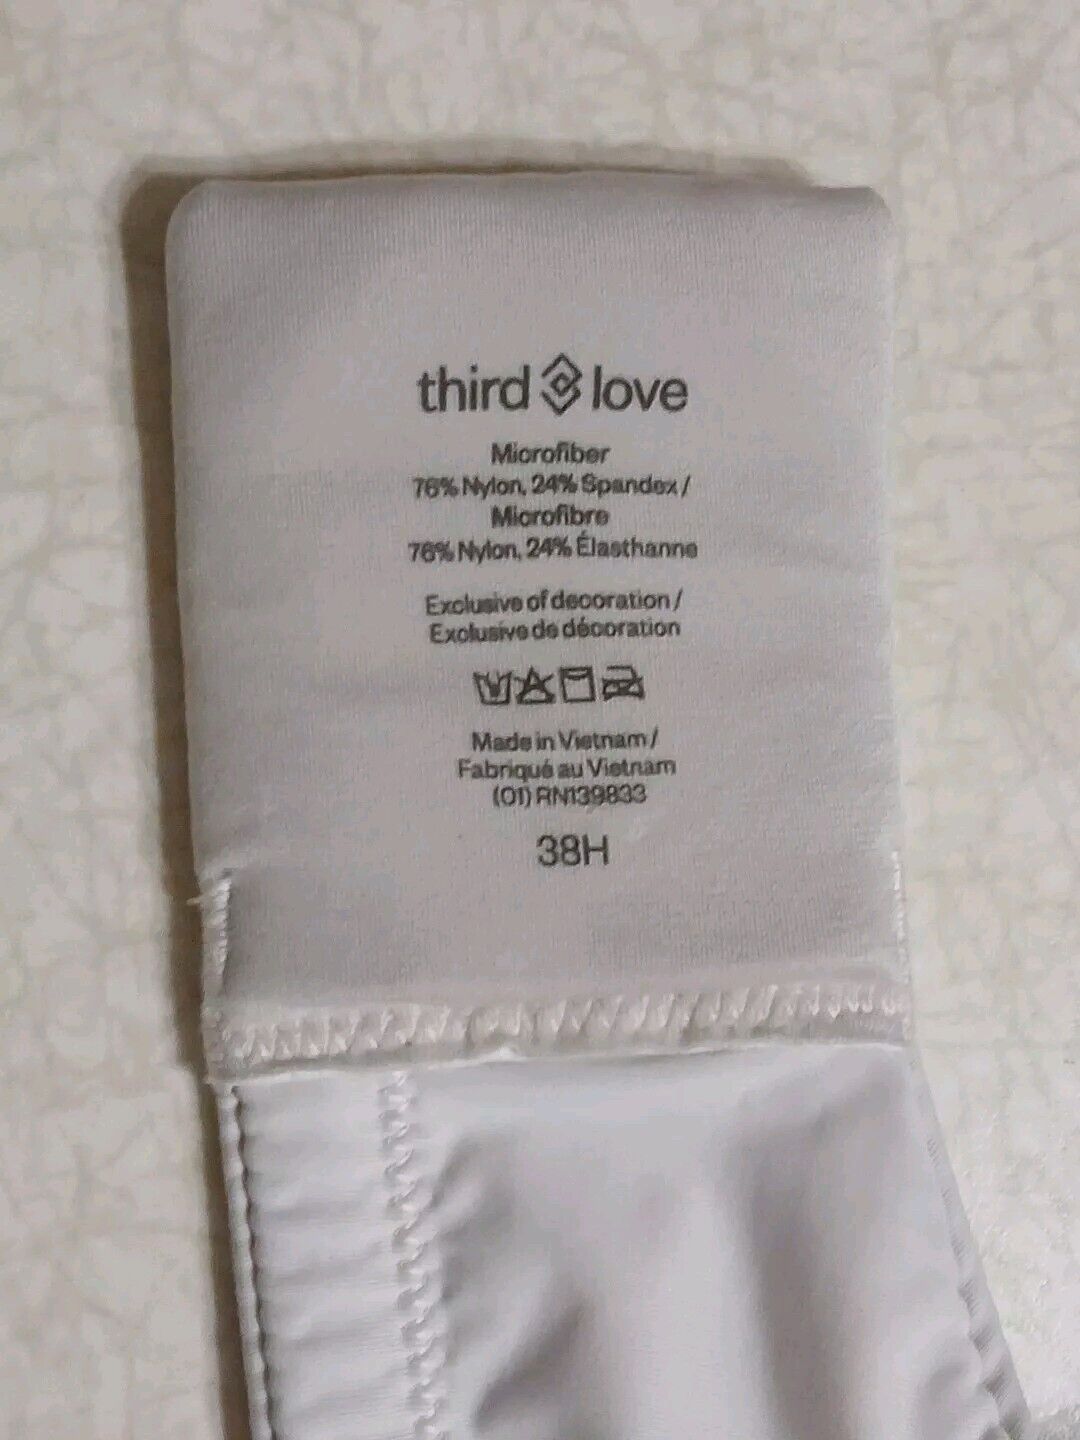 third love
Microfiber
76% Nylon, 24% Spandex /
Microfibre
76% Nylon, 24% Élasthanne
Exclusive of decoration /
Exclusive de décoration
Made in Vietnam /
Fabriqué au Vietnam
(01) RN139833
38H